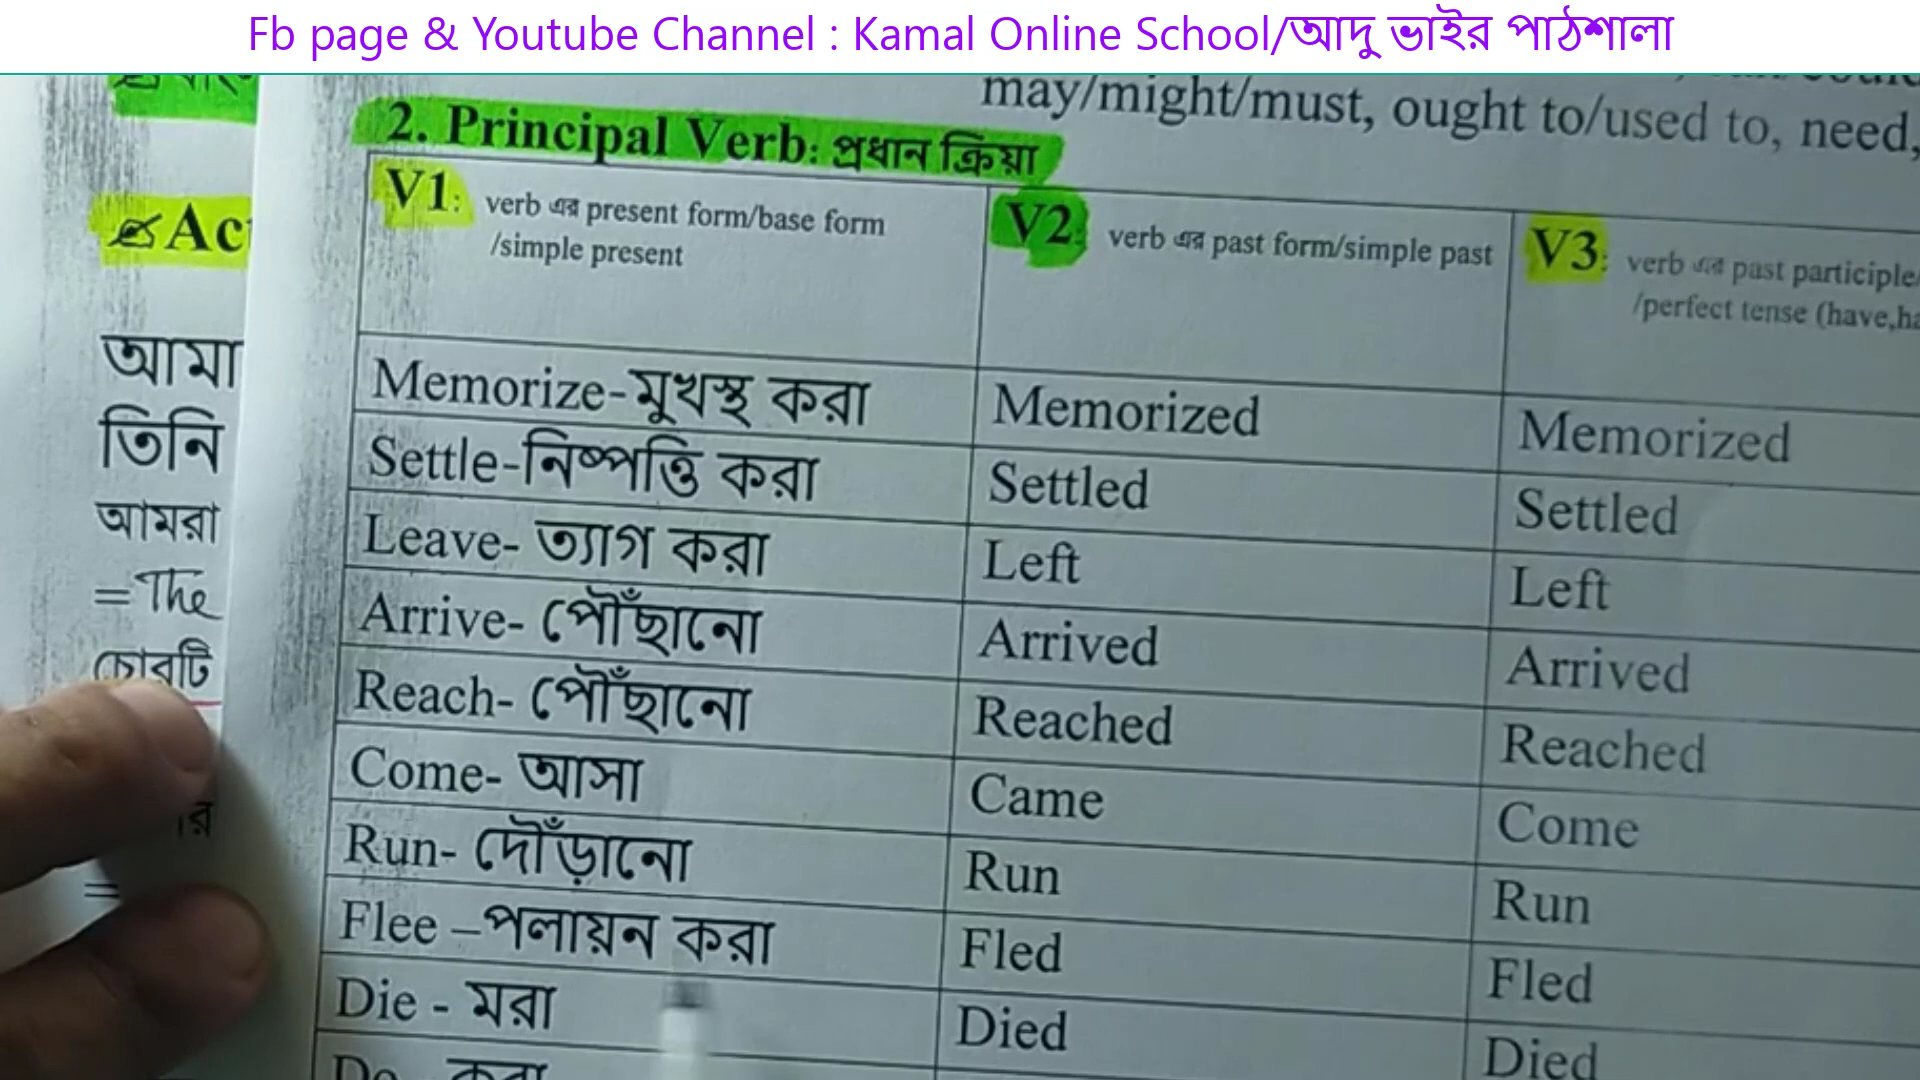 Fb page & Youtube Channel : Kamal Online School/আদু ভাইর পাঠশালা
may/might/must, ought to/used to, need,
2. Principal Verb: প্রধান ক্রিয়া
V1: verb এর present form/base form
/simple present
V2: verb এর past form/simple past
V3: verb এর past participle
/perfect tense (have,ha
Memorize-মুখস্থ করা Memorized Memorized
Settle-নিষ্পত্তি করা Settled Settled
Leave- ত্যাগ করা Left Left
Arrive- পৌঁছানো Arrived Arrived
Reach- পৌঁছানো Reached Reached
Come- আসা Came Come
Run- দৌঁড়ানো Run Run
Flee –পলায়ন করা Fled Fled
Die - মরা Died Died
Do করা
Ac
আমা
তিনি
আমরা
=The
চোরটি